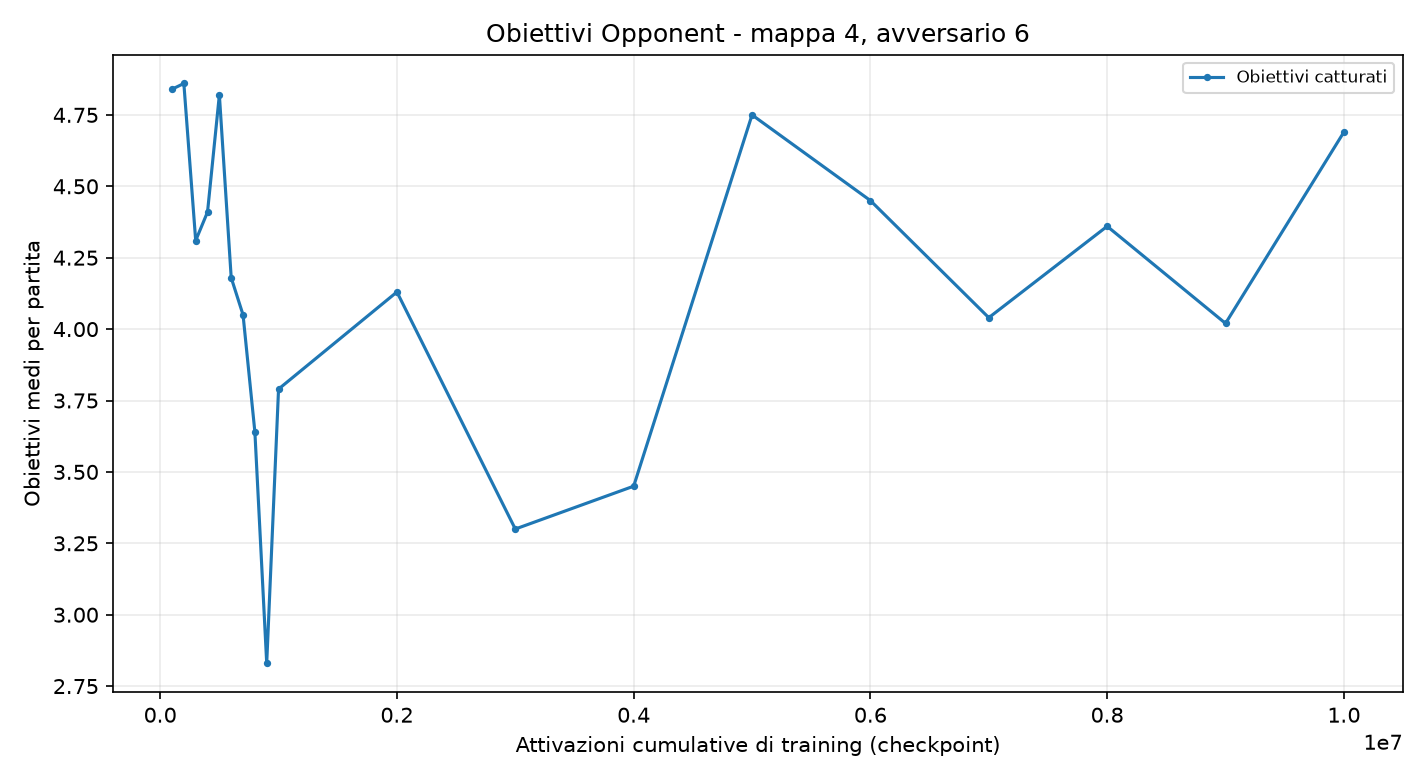 Obiettivi Opponent - mappa 4, avversario 6
Obiettivi catturati
Obiettivi medi per partita
4.75
4.50
4.25
4.00
3.75
3.50
3.25
3.00
2.75
0.0 0.2 0.4 0.6 0.8 1.0
1e7
Attivazioni cumulative di training (checkpoint)